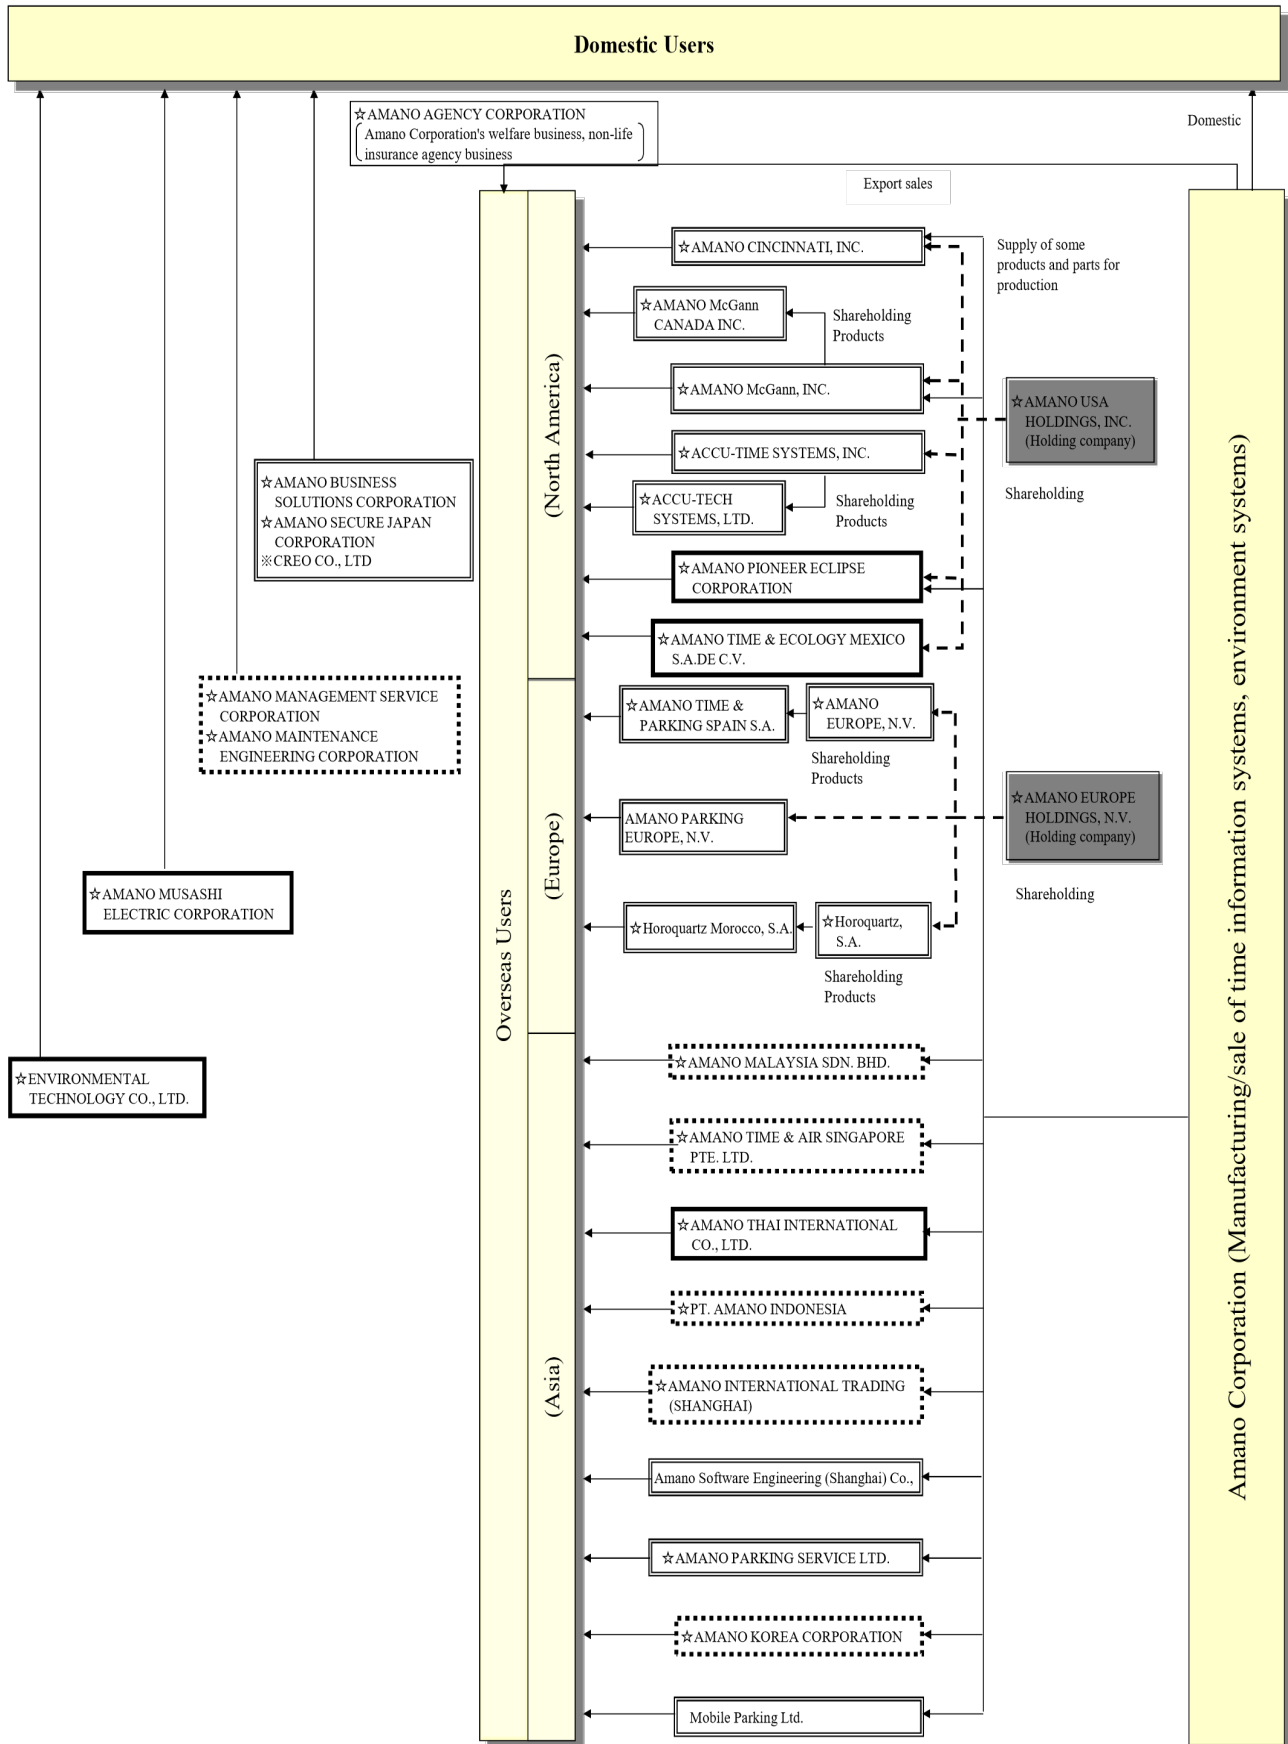 Domestic Users
☆AMANO AGENCY CORPORATION
Amano Corporation's welfare business, non-life
insurance agency business
Domestic
Export sales
☆AMANO CINCINNATI, INC.
Supply of some
products and parts for
production
☆AMANO McGann
CANADA INC.
Shareholding
Products
☆AMANO McGann, INC.
☆AMANO USA
HOLDINGS, INC.
(Holding company)
Shareholding
☆ACCU-TIME SYSTEMS, INC.
☆ACCU-TECH
SYSTEMS, LTD.
Shareholding
Products
☆AMANO PIONEER ECLIPSE
CORPORATION
☆AMANO TIME & ECOLOGY MEXICO
S.A.DE C.V.
(North America)
☆AMANO BUSINESS
SOLUTIONS CORPORATION
☆AMANO SECURE JAPAN
CORPORATION
※CREO CO., LTD
☆AMANO MANAGEMENT SERVICE
CORPORATION
☆AMANO MAINTENANCE
ENGINEERING CORPORATION
☆AMANO TIME &
PARKING SPAIN S.A.
☆AMANO
EUROPE, N.V.
Shareholding
Products
AMANO PARKING
EUROPE, N.V.
☆AMANO EUROPE
HOLDINGS, N.V.
(Holding company)
Shareholding
☆Horoquartz Morocco, S.A.
☆Horoquartz,
S.A.
Shareholding
Products
(Europe)
Overseas Users
☆AMANO MUSASHI
ELECTRIC CORPORATION
☆ENVIRONMENTAL
TECHNOLOGY CO., LTD.
☆AMANO MALAYSIA SDN. BHD.
☆AMANO TIME & AIR SINGAPORE
PTE. LTD.
☆AMANO THAI INTERNATIONAL
CO., LTD.
☆PT. AMANO INDONESIA
☆AMANO INTERNATIONAL TRADING
(SHANGHAI)
Amano Software Engineering (Shanghai) Co.,
☆AMANO PARKING SERVICE LTD.
☆AMANO KOREA CORPORATION
Mobile Parking Ltd.
(Asia)
Amano Corporation (Manufacturing/sale of time information systems, environment systems)